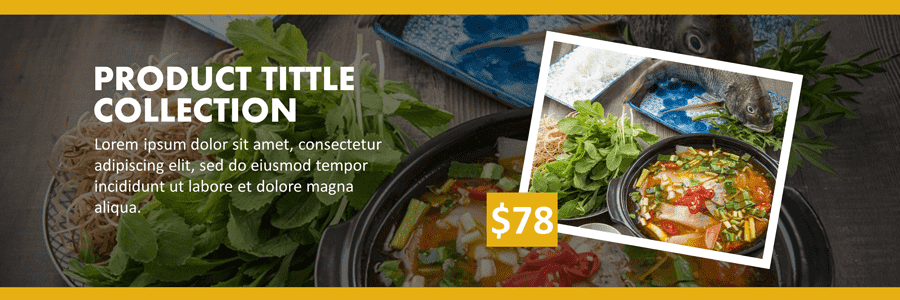 PRODUCT TITTLE
COLLECTION
Lorem ipsum dolor sit amet, consectetur
adipiscing elit, sed do eiusmod tempor
incididunt ut labore et dolore magna
aliqua.
$78